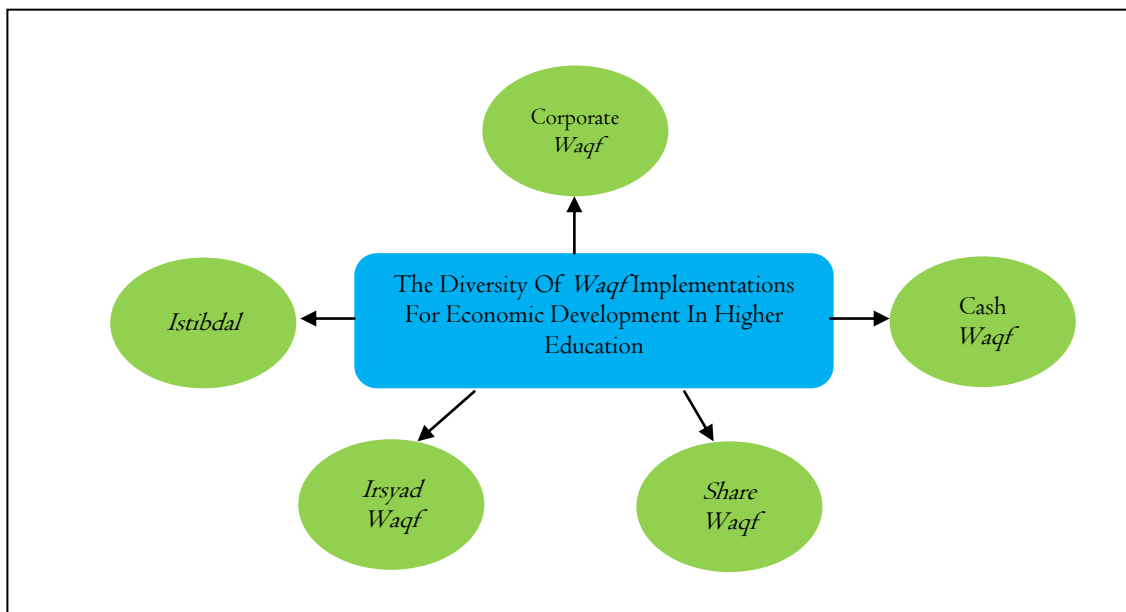 Corporate
Waqf
The Diversity Of Waqf Implementations
For Economic Development In Higher
Education
Istibdal
Cash
Waqf
Irsyad
Waqf
Share
Waqf